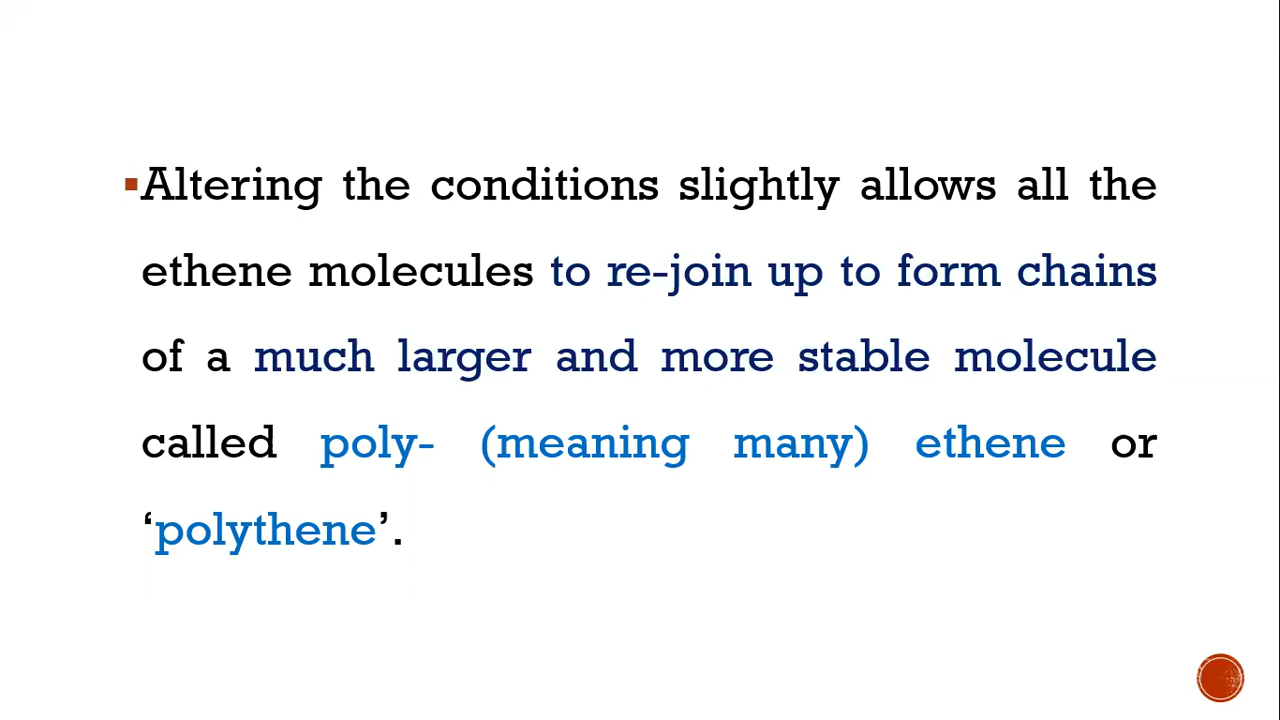 ▪Altering the conditions slightly allows all the
ethene molecules to re-join up to form chains
of a much larger and more stable molecule
called poly- (meaning many) ethene or
‘polythene’.